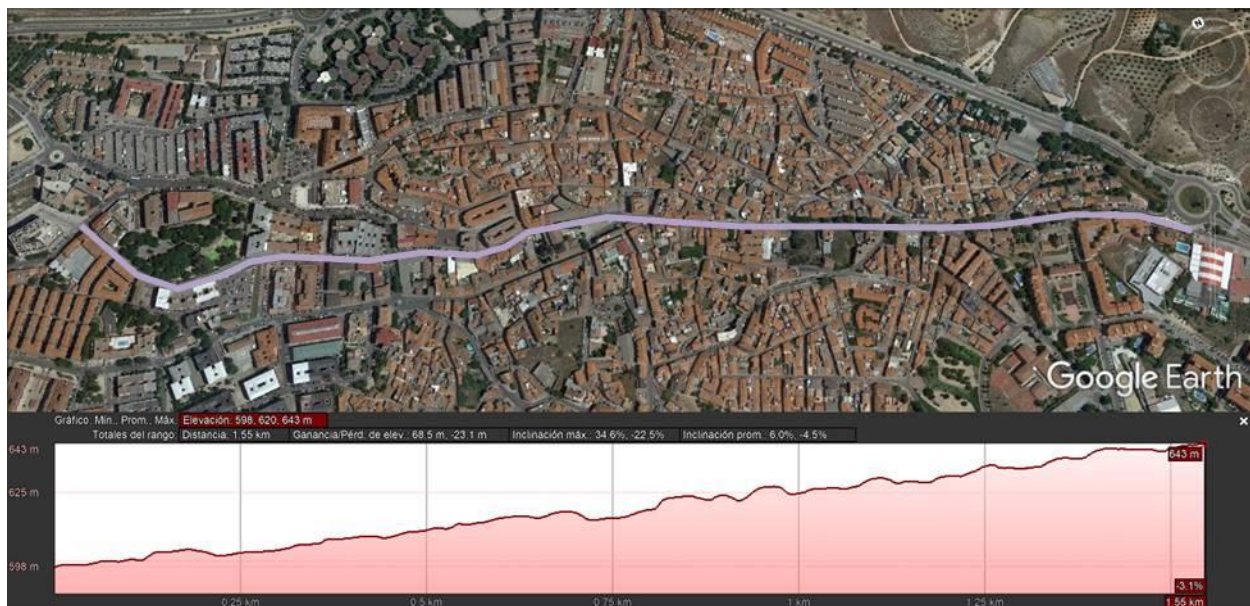 N
Google Earth
Gráfico: Mín., Prom., Máx. Elevación: 598, 620, 643 m
Totales del rango: Distancia: 1.55 km Ganancia/Pérd. de elev.: 68.5 m, -23.1 m Inclinación máx.: 34.6%, -22.5% Inclinación prom.: 6.0%, -4.5%
643 m 643 m
625 m
598 m
-3.1%
0.25 km 0.5 km 0.75 km 1 km 1.25 km 1.55 km